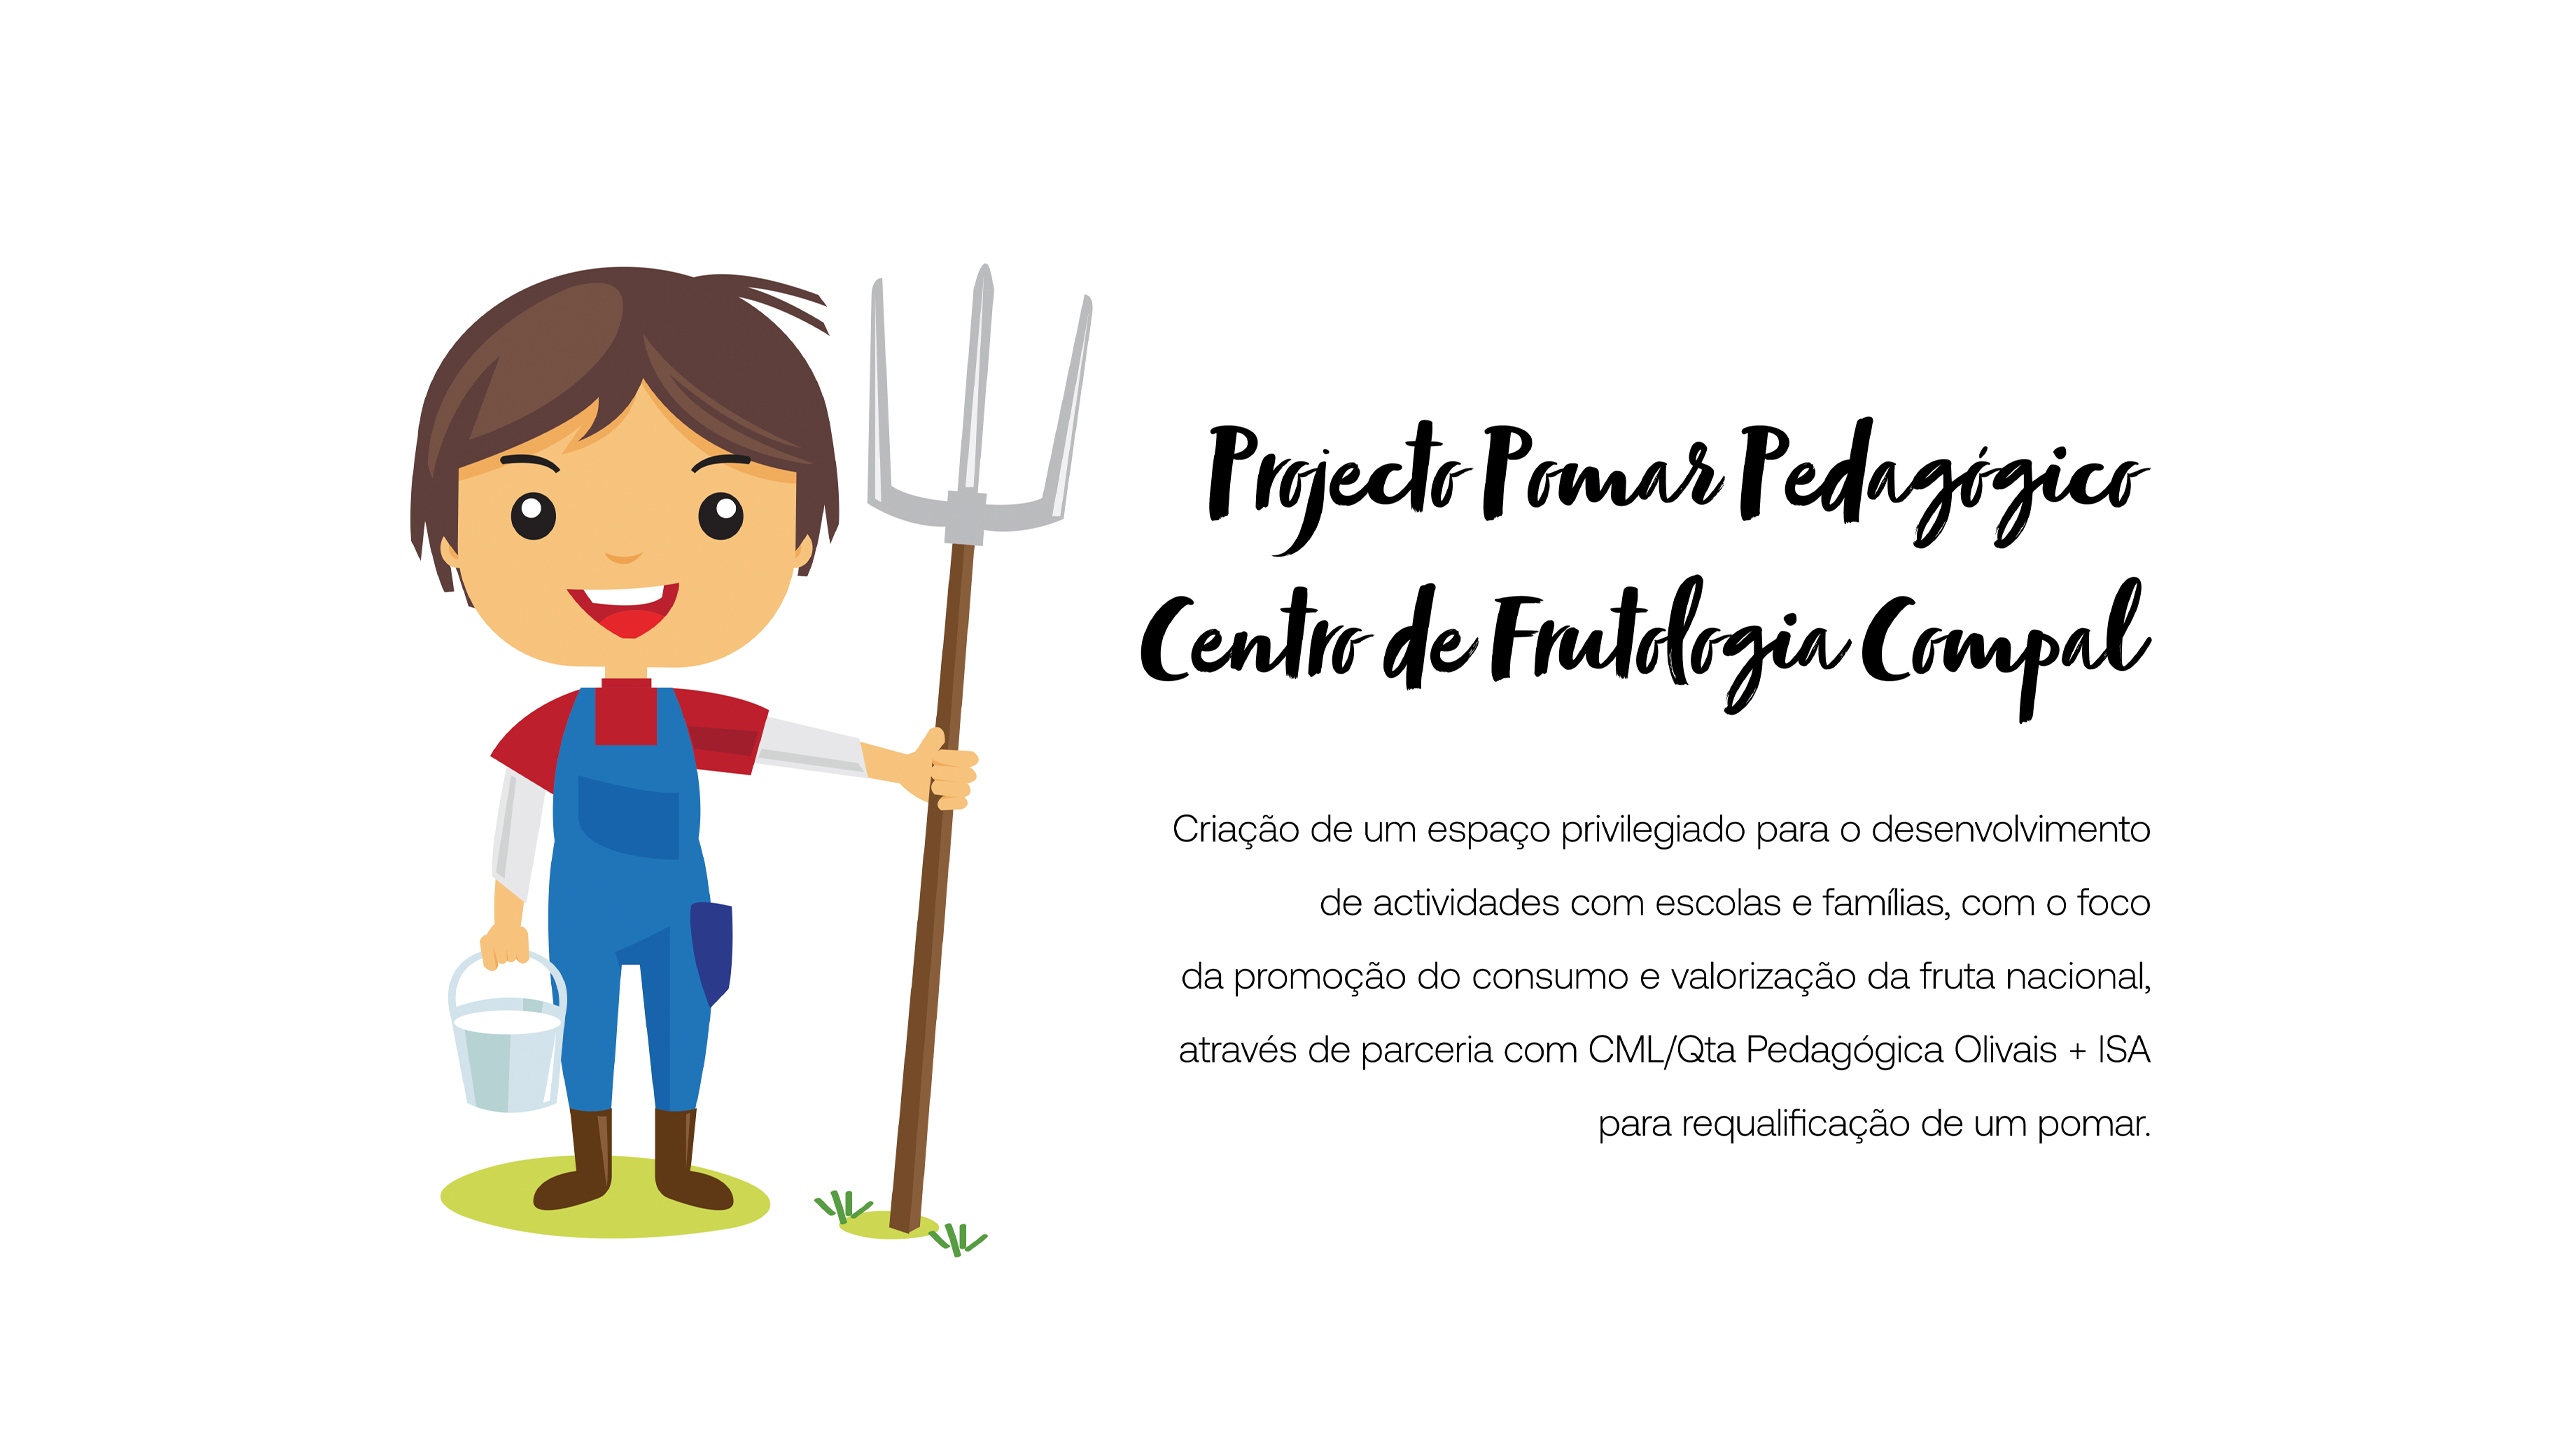 Projecto Pomar Pedagógico
Centro de Frutologia Compal
Criação de um espaço privilegiado para o desenvolvimento
de actividades com escolas e famílias, com o foco
da promoção do consumo e valorização da fruta nacional,
através de parceria com CML/Qta Pedagógica Olivais + ISA
para requalificação de um pomar.